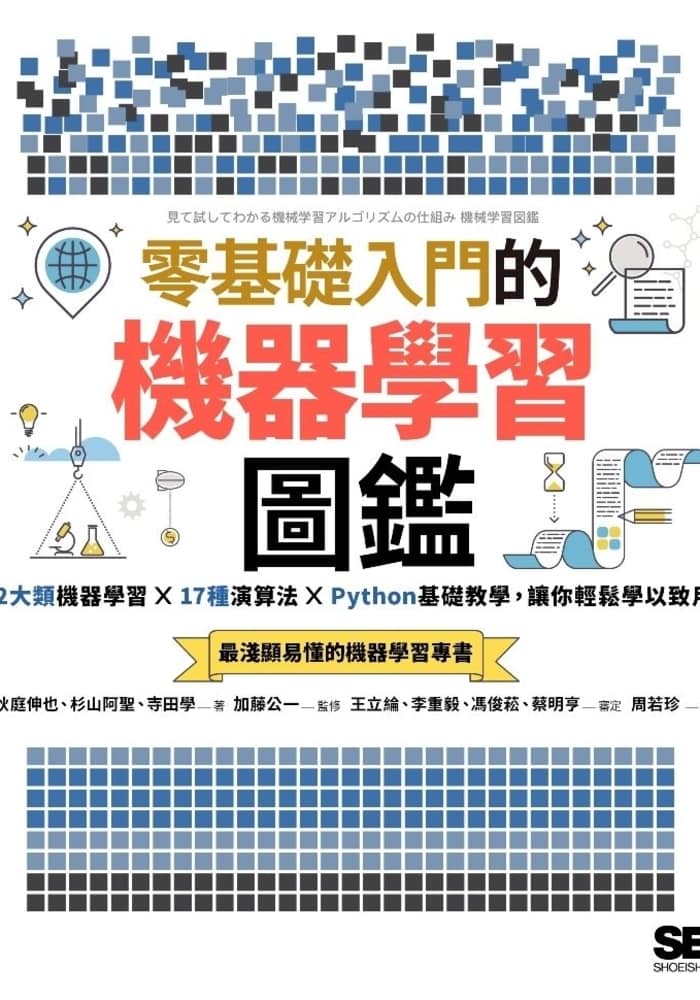 見て試してわかる機械学習アルゴリズムの仕組み 機械学習図鑑
零基礎入門的
機器學習
圖鑑
2大類機器學習 X 17種演算法 X Python基礎教學，讓你輕鬆學以致用
最淺顯易懂的機器學習專書
秋庭伸也、杉山阿聖、寺田學—著 加藤公一—監修 王立綸、李重毅、馮俊菘、蔡明亨—審定 周若珍—
SE
SHOEISH